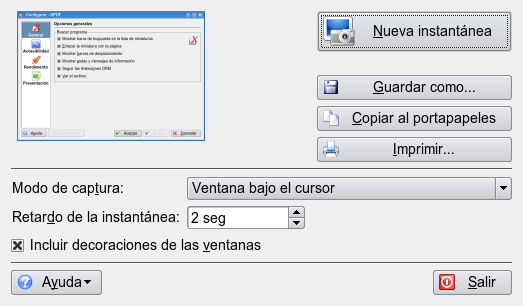 Configurar - KPDF
Opciones generales
General
Accesibilidad
Rendimiento
Presentación
Buscar programa
Mostrar barra de búsqueda en la lista de miniaturas
Enlazar la miniatura con la página
Mostrar barras de desplazamiento
Mostrar pistas y mensajes de información
Seguir las limitaciones DRM
Ver el archivo
Ayuda
Aceptar
Cancelar
Nueva instantánea
Guardar como...
Copiar al portapapeles
Imprimir...
Modo de captura: Ventana bajo el cursor
Retardo de la instantánea: 2 seg
Incluir decoraciones de las ventanas
Ayuda
Salir